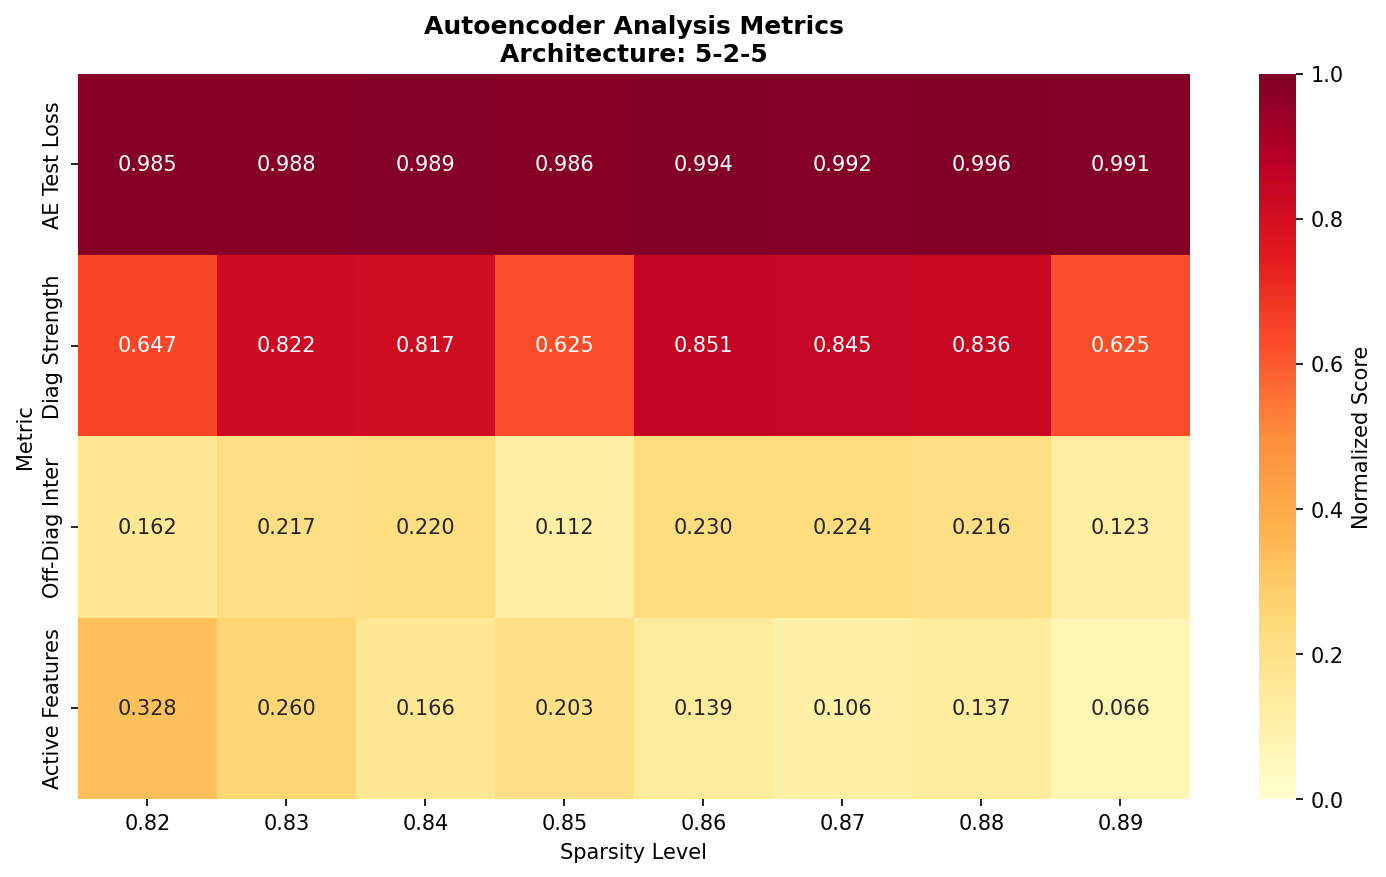 Autoencoder Analysis Metrics
Architecture: 5-2-5
Metric
AE Test Loss
0.985 0.988 0.989 0.986 0.994 0.992 0.996 0.991
Diag Strength
0.647 0.822 0.817 0.625 0.851 0.845 0.836 0.625
Off-Diag Inter
0.162 0.217 0.220 0.112 0.230 0.224 0.216 0.123
Active Features
0.328 0.260 0.166 0.203 0.139 0.106 0.137 0.066
0.82 0.83 0.84 0.85 0.86 0.87 0.88 0.89
Sparsity Level
1.0
0.8
0.6
0.4
0.2
0.0
Normalized Score